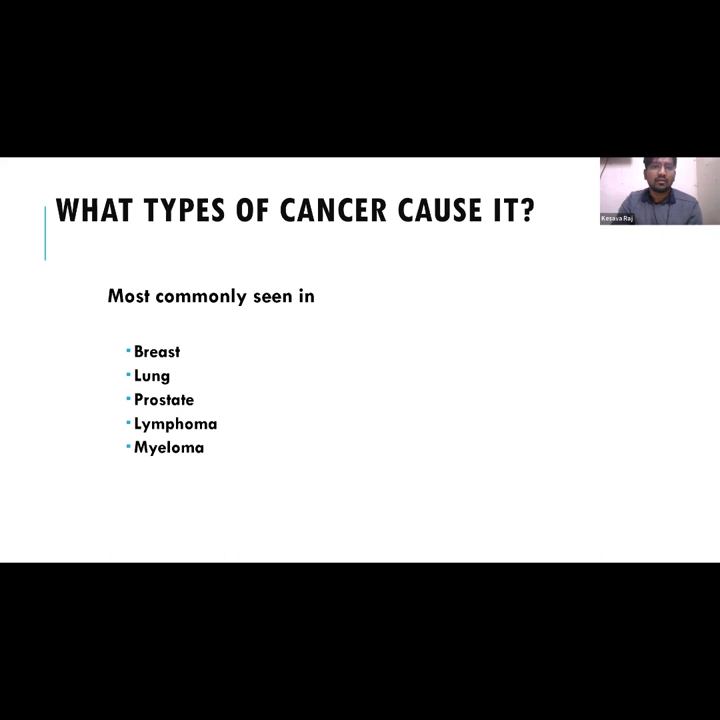 WHAT TYPES OF CANCER CAUSE IT?
Kesava Raj
Most commonly seen in
▪ Breast
▪ Lung
▪ Prostate
▪ Lymphoma
▪ Myeloma